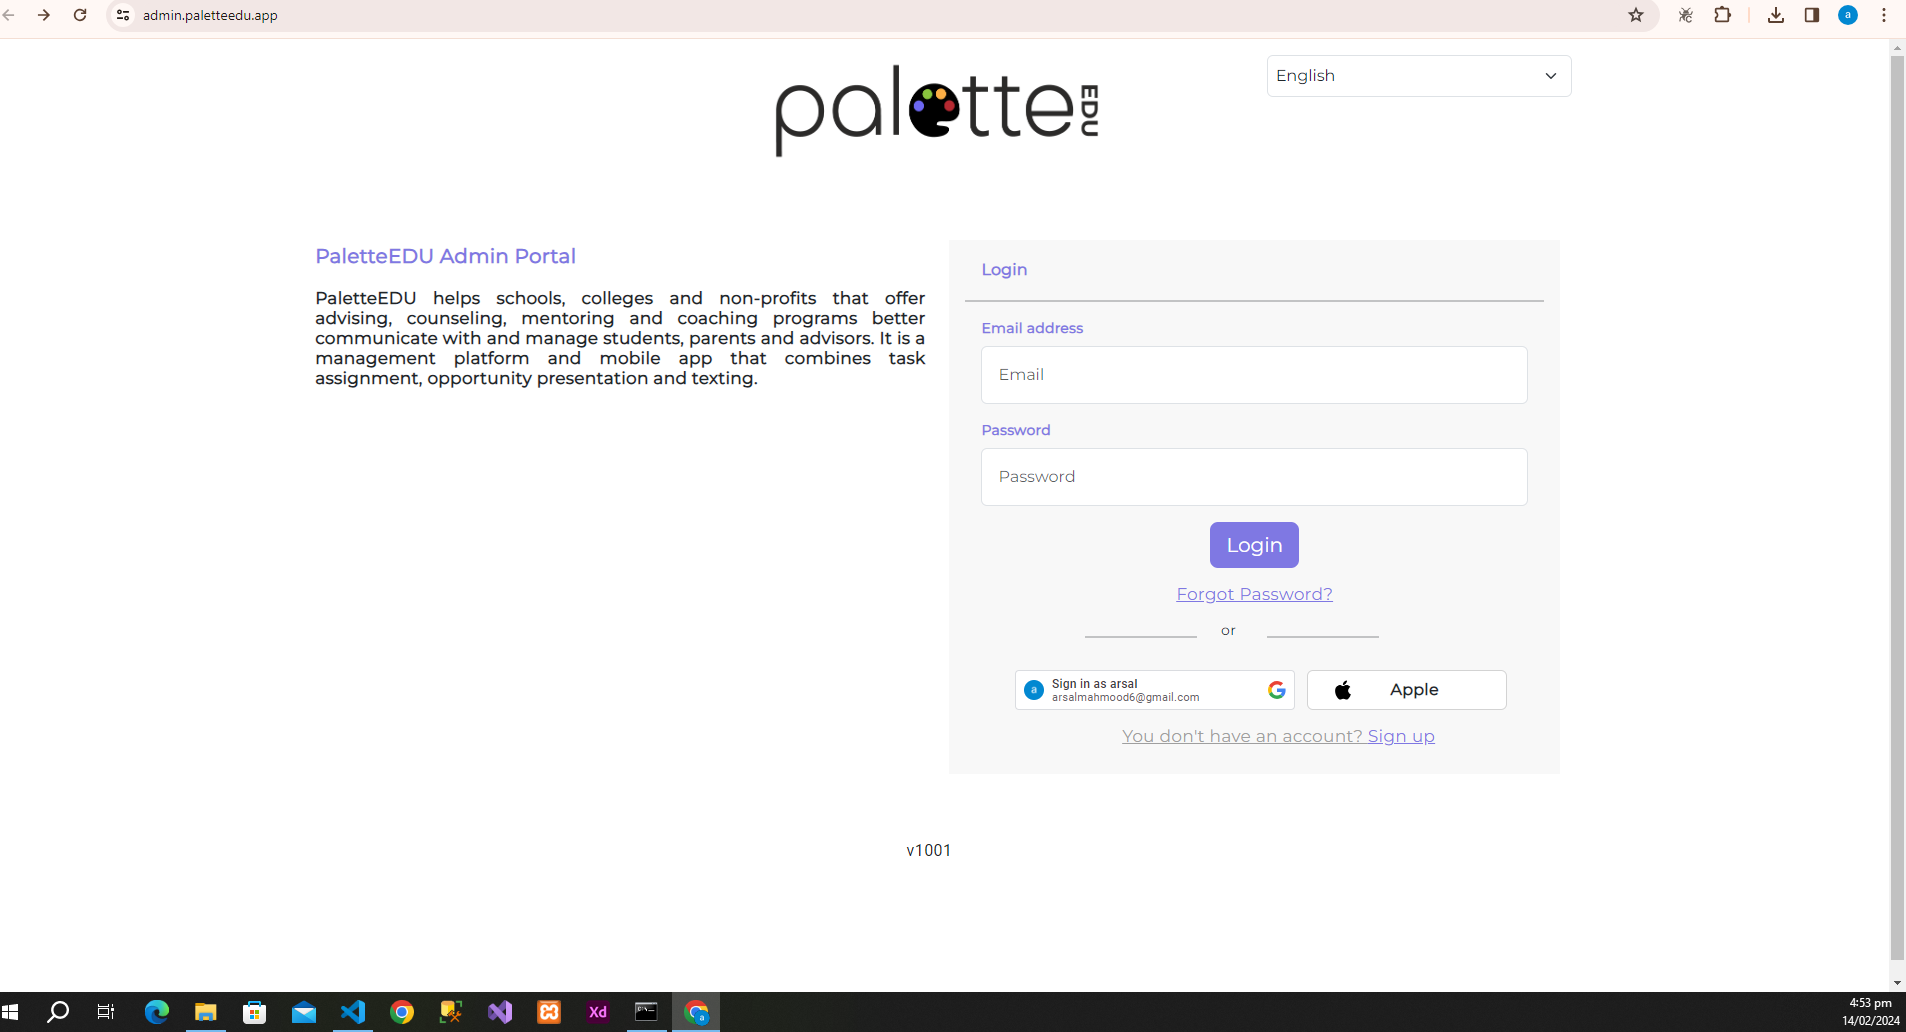 admin.paletteedu.app
a
English
palette EDU
PaletteEDU Admin Portal
PaletteEDU helps schools, colleges and non-profits that offer
advising, counseling, mentoring and coaching programs better
communicate with and manage students, parents and advisors. It is a
management platform and mobile app that combines task
assignment, opportunity presentation and texting.
Login
Email address
Email
Password
Password
Login
Forgot Password?
or
a
Sign in as arsal
arsalmahmood6@gmail.com
Apple
You don't have an account? Sign up
v1001
Xd
a
4:53 pm
14/02/2024